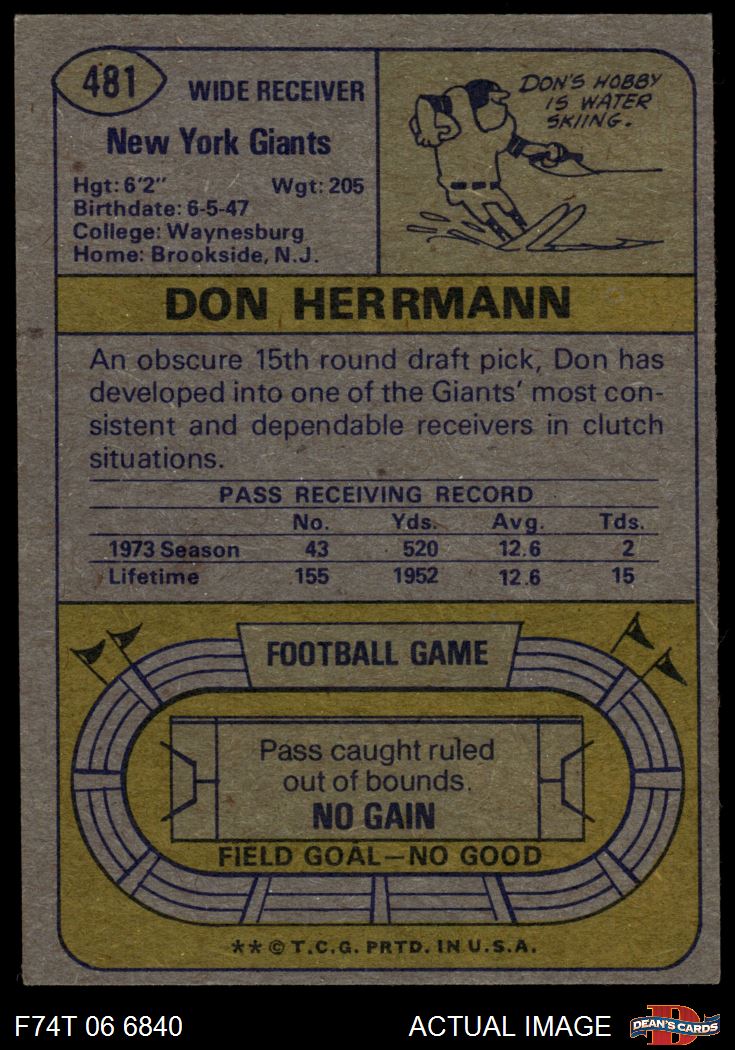 481
WIDE RECEIVER
New York Giants
Hgt: 6'2" Wgt: 205
Birthdate: 6-5-47
College: Waynesburg
Home: Brookside, N.J.
DON'S HOBBY
IS WATER
SKIING.
DON HERRMANN
An obscure 15th round draft pick, Don has
developed into one of the Giants' most con-
sistent and dependable receivers in clutch
situations.
PASS RECEIVING RECORD
No. Yds. Avg. Tds.
1973 Season 43 520 12.6 2
Lifetime 155 1952 12.6 15
FOOTBALL GAME
Pass caught ruled
out of bounds.
NO GAIN
FIELD GOAL—NO GOOD
** © T.C.G. PRTD. IN U.S.A.
F74T 06 6840
ACTUAL IMAGE
D
DEAN'S CARDS